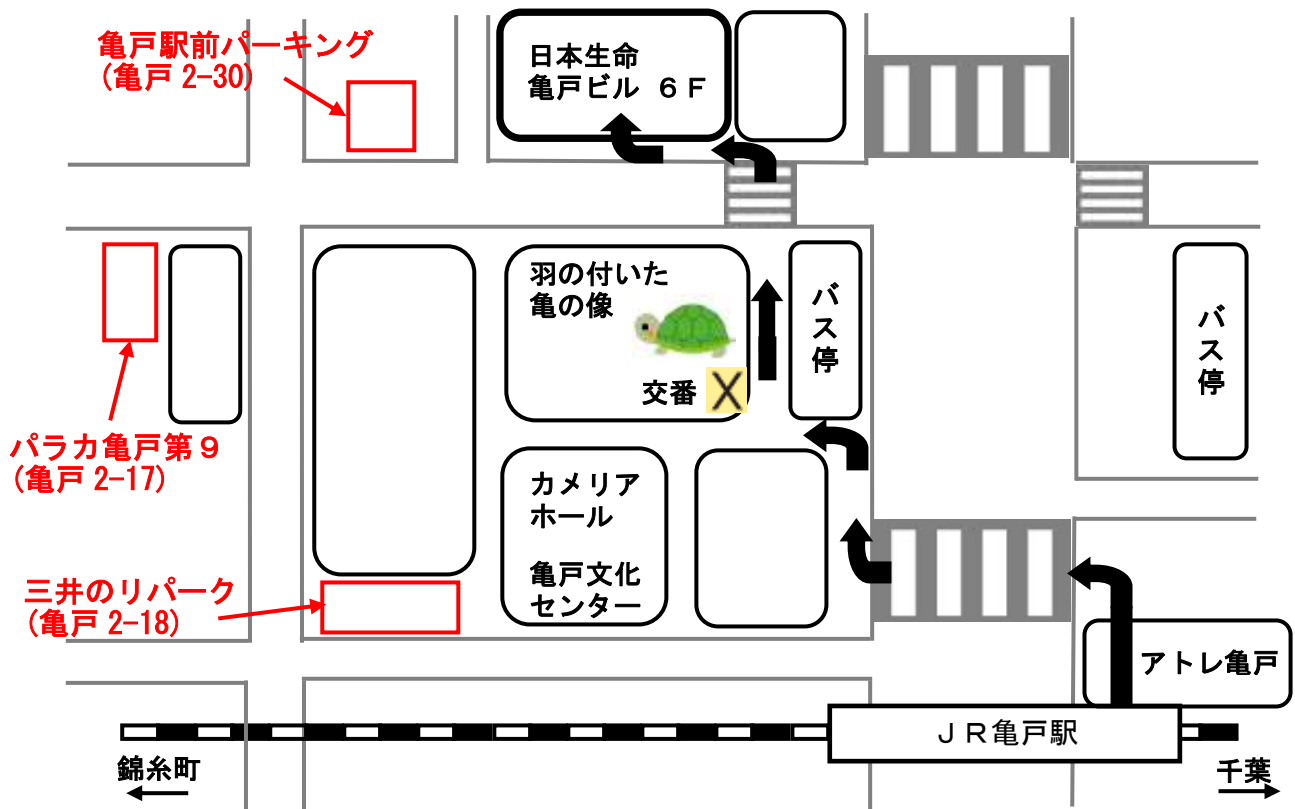 亀戸駅前パーキング
(亀戸 2-30)
日本生命
亀戸ビル ６Ｆ
羽の付いた
亀の像
交番 X
バス停
バス停
パラカ亀戸第９
(亀戸 2-17)
カメリア
ホール
亀戸文化
センター
三井のリパーク
(亀戸 2-18)
アトレ亀戸
ＪＲ亀戸駅
錦糸町
千葉